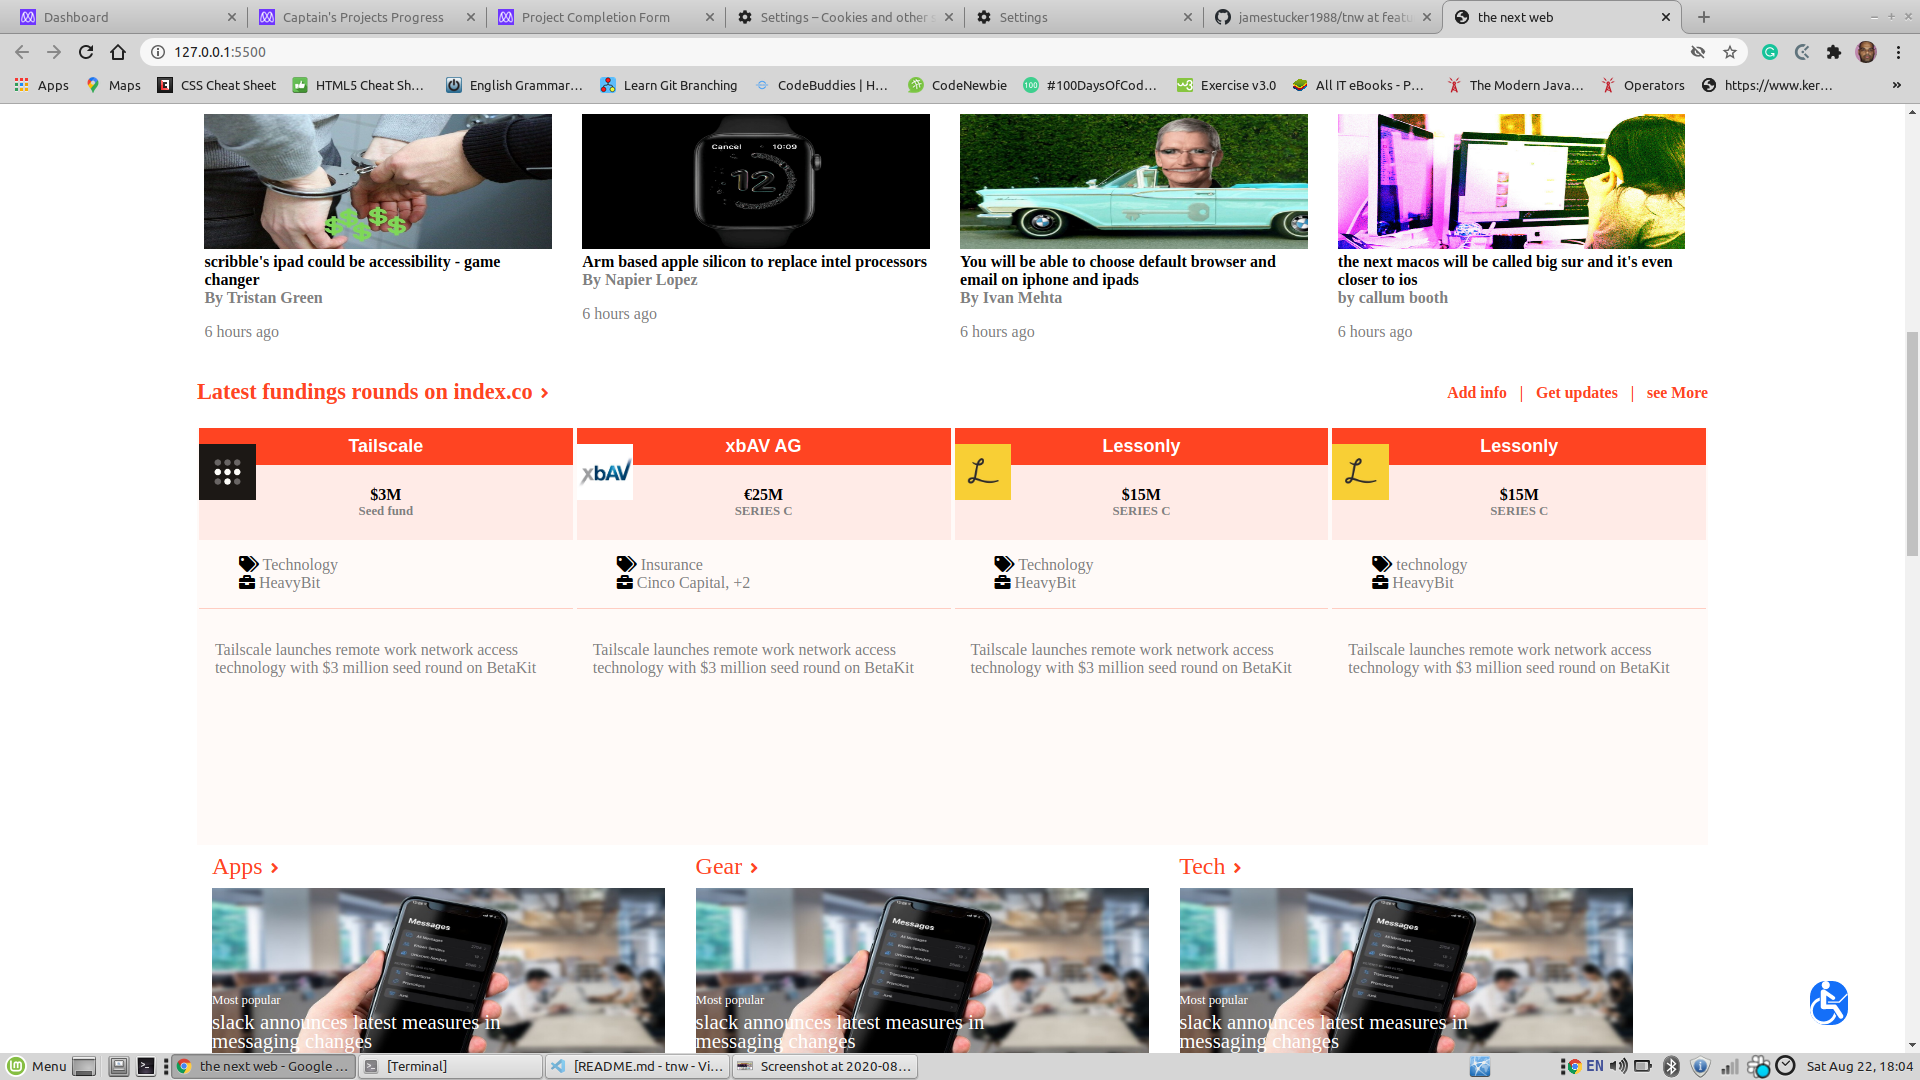 Dashboard
Captain's Projects Progress
Project Completion Form
Settings – Cookies and other s
Settings
jamestucker1988/tnw at featu
the next web
127.0.0.1:5500
Apps
Maps
CSS Cheat Sheet
HTML5 Cheat Sh...
English Grammar...
Learn Git Branching
CodeBuddies | H...
CodeNewbie
#100DaysOfCod...
Exercise v3.0
All IT eBooks - P...
The Modern Java...
Operators
https://www.ker...
»
Cancel 10:09
12
scribble's ipad could be accessibility - game
changer
By Tristan Green
6 hours ago
Arm based apple silicon to replace intel processors
By Napier Lopez
6 hours ago
You will be able to choose default browser and
email on iphone and ipads
By Ivan Mehta
6 hours ago
the next macos will be called big sur and it's even
closer to ios
by callum booth
6 hours ago
Latest fundings rounds on index.co
Add info | Get updates | see More
Tailscale
$3M
Seed fund
Technology
HeavyBit
Tailscale launches remote work network access
technology with $3 million seed round on BetaKit
xbAV AG
xbAV
€25M
SERIES C
Insurance
Cinco Capital, +2
Tailscale launches remote work network access
technology with $3 million seed round on BetaKit
Lessonly
L
$15M
SERIES C
Technology
HeavyBit
Tailscale launches remote work network access
technology with $3 million seed round on BetaKit
Lessonly
L
$15M
SERIES C
technology
HeavyBit
Tailscale launches remote work network access
technology with $3 million seed round on BetaKit
Apps
Messages
Most popular
slack announces latest measures in
messaging changes
Gear
Messages
Most popular
slack announces latest measures in
messaging changes
Tech
Messages
Most popular
slack announces latest measures in
messaging changes
Menu
the next web - Google ...
[Terminal]
[README.md - tnw - Vi...
Screenshot at 2020-08...
EN
Sat Aug 22, 18:04